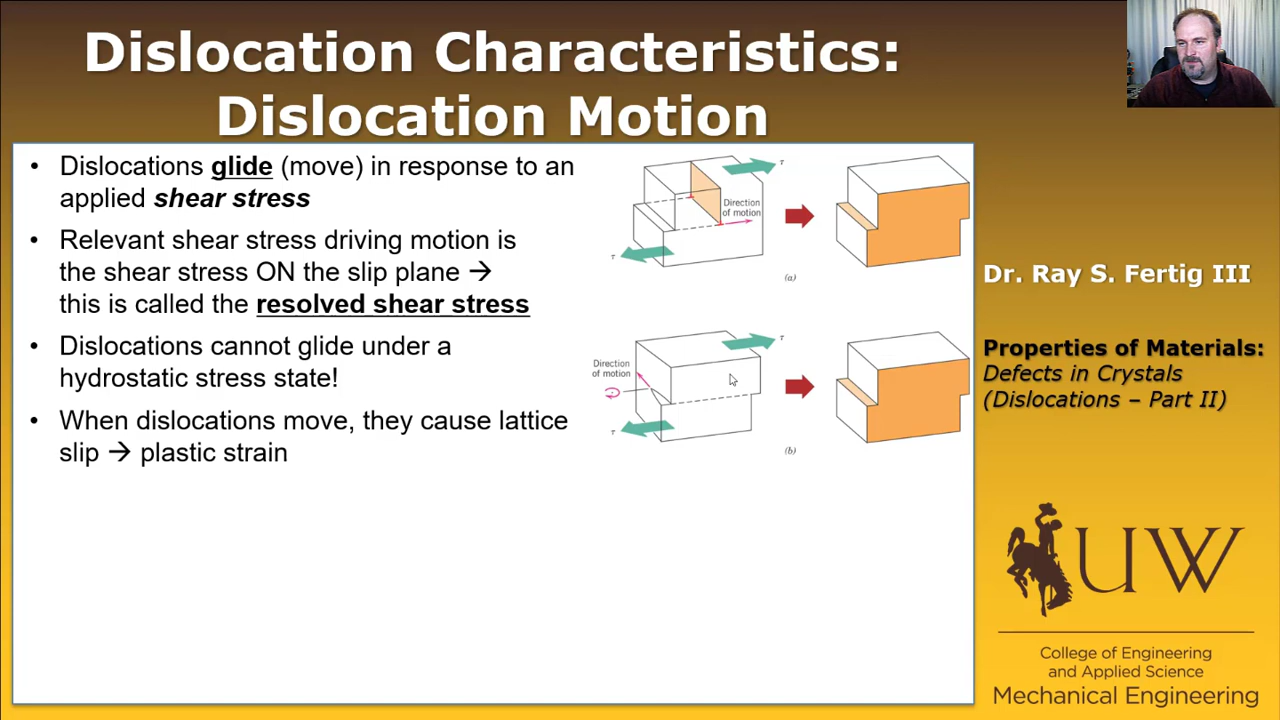 Dislocation Characteristics:
Dislocation Motion
• Dislocations glide (move) in response to an
applied shear stress
• Relevant shear stress driving motion is
the shear stress ON the slip plane →
this is called the resolved shear stress
• Dislocations cannot glide under a
hydrostatic stress state!
• When dislocations move, they cause lattice
slip → plastic strain
τ
Direction
of motion
τ
(a)
τ
Direction
of motion
τ
(b)
Dr. Ray S. Fertig III
Properties of Materials:
Defects in Crystals
(Dislocations – Part II)
UW
College of Engineering
and Applied Science
Mechanical Engineering